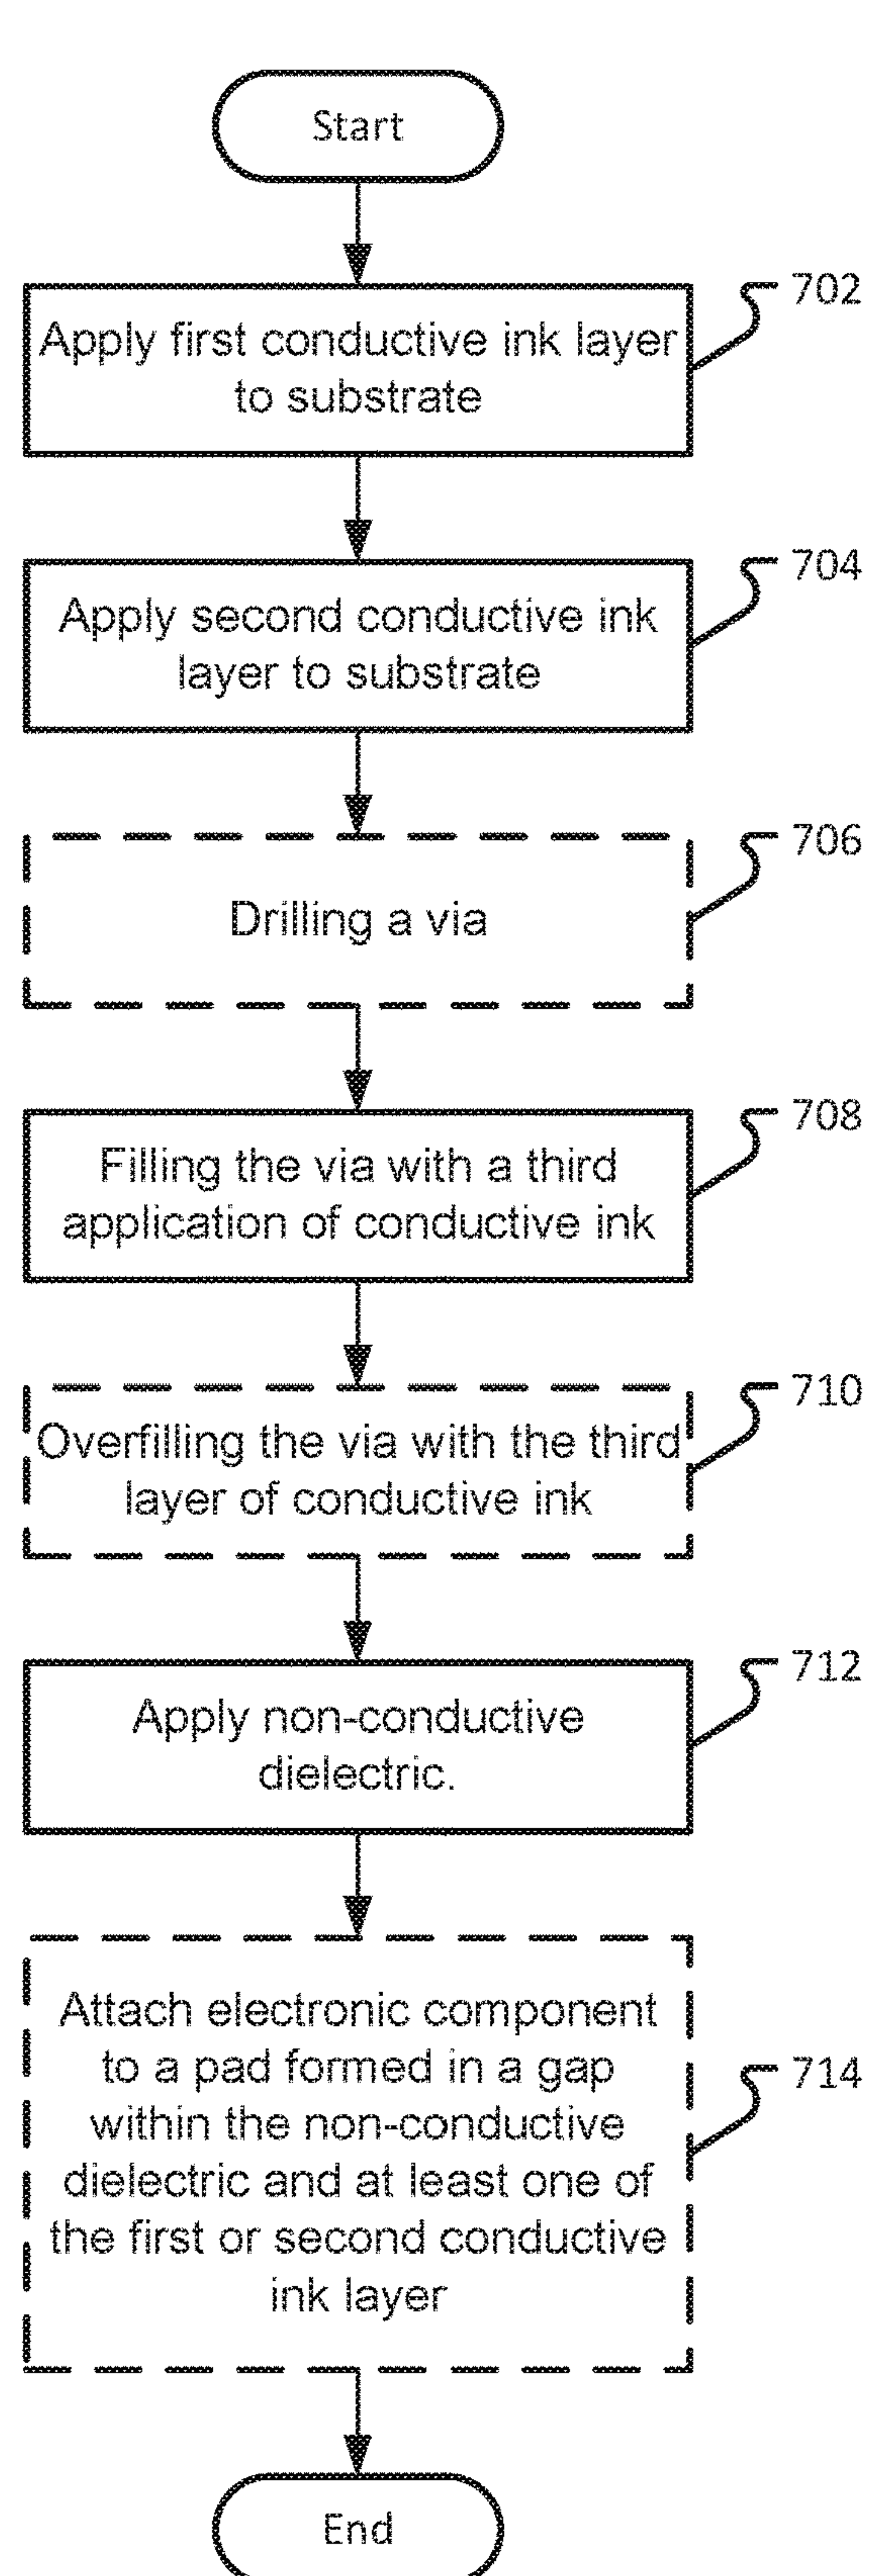 Start
702
Apply first conductive ink layer
to substrate
704
Apply second conductive ink
layer to substrate
706
Drilling a via
708
Filling the via with a third
application of conductive ink
710
Overfilling the via with the third
layer of conductive ink
712
Apply non-conductive
dielectric.
Attach electronic component
to a pad formed in a gap
714
within the non-conductive
dielectric and at least one of
the first or second conductive
ink layer
End